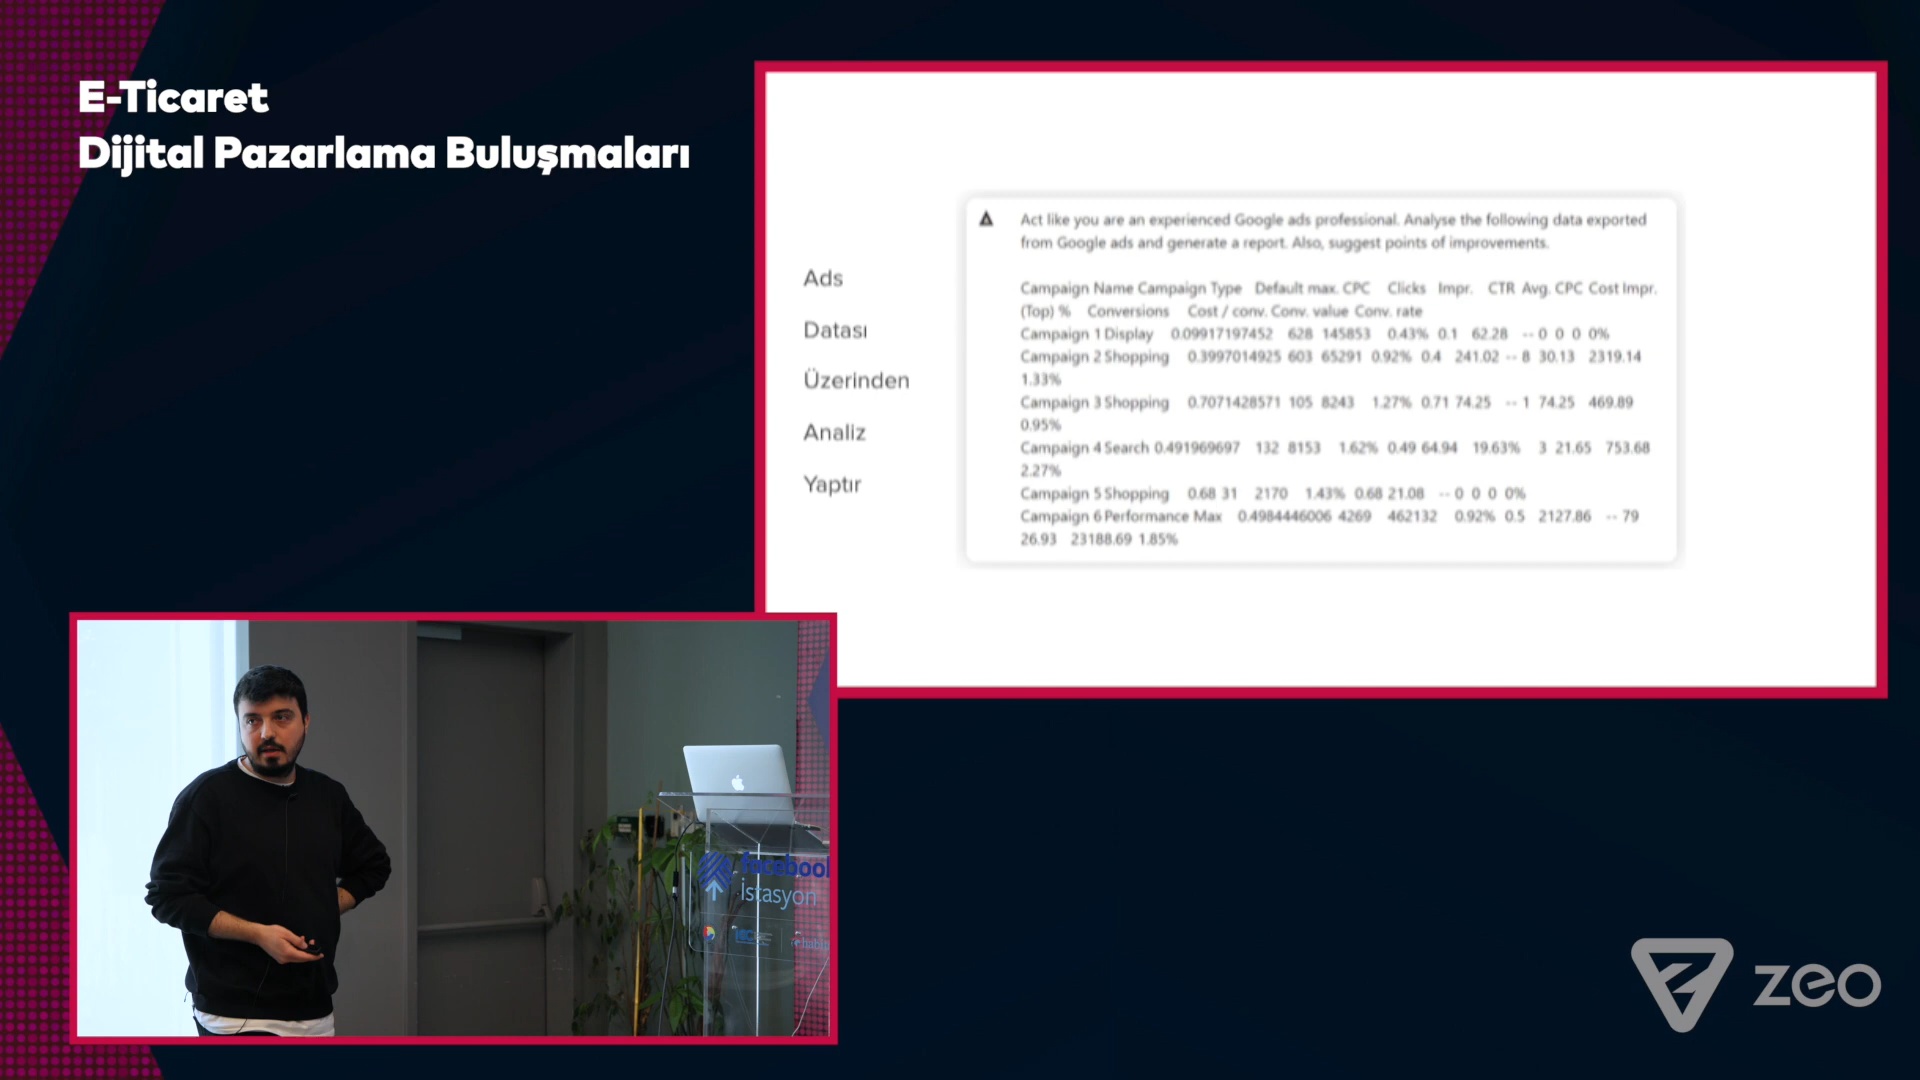 E-Ticaret
Dijital Pazarlama Buluşmaları
Ads
Datası
Üzerinden
Analiz
Yaptır
Act like you are an experienced Google ads professional. Analyse the following data exported
from Google ads and generate a report. Also, suggest points of improvements.
Campaign Name Campaign Type Default max. CPC Clicks Impr. CTR Avg. CPC Cost Impr.
(Top) % Conversions Cost / conv. Conv. value Conv. rate
Campaign 1 Display 0.09917197452 628 145853 0.43% 0.1 62.28 -- 0 0 0 0%
Campaign 2 Shopping 0.3997014925 603 65291 0.92% 0.4 241.02 -- 8 30.13 2319.14
1.33%
Campaign 3 Shopping 0.7071428571 105 8243 1.27% 0.71 74.25 -- 1 74.25 469.89
0.95%
Campaign 4 Search 0.491969697 132 8153 1.62% 0.49 64.94 19.63% 3 21.65 753.68
2.27%
Campaign 5 Shopping 0.68 31 2170 1.43% 0.68 21.08 -- 0 0 0 0%
Campaign 6 Performance Max 0.4984446006 4269 462132 0.92% 0.5 2127.86 -- 79
26.93 23188.69 1.85%
facebook
istasyon
zeo